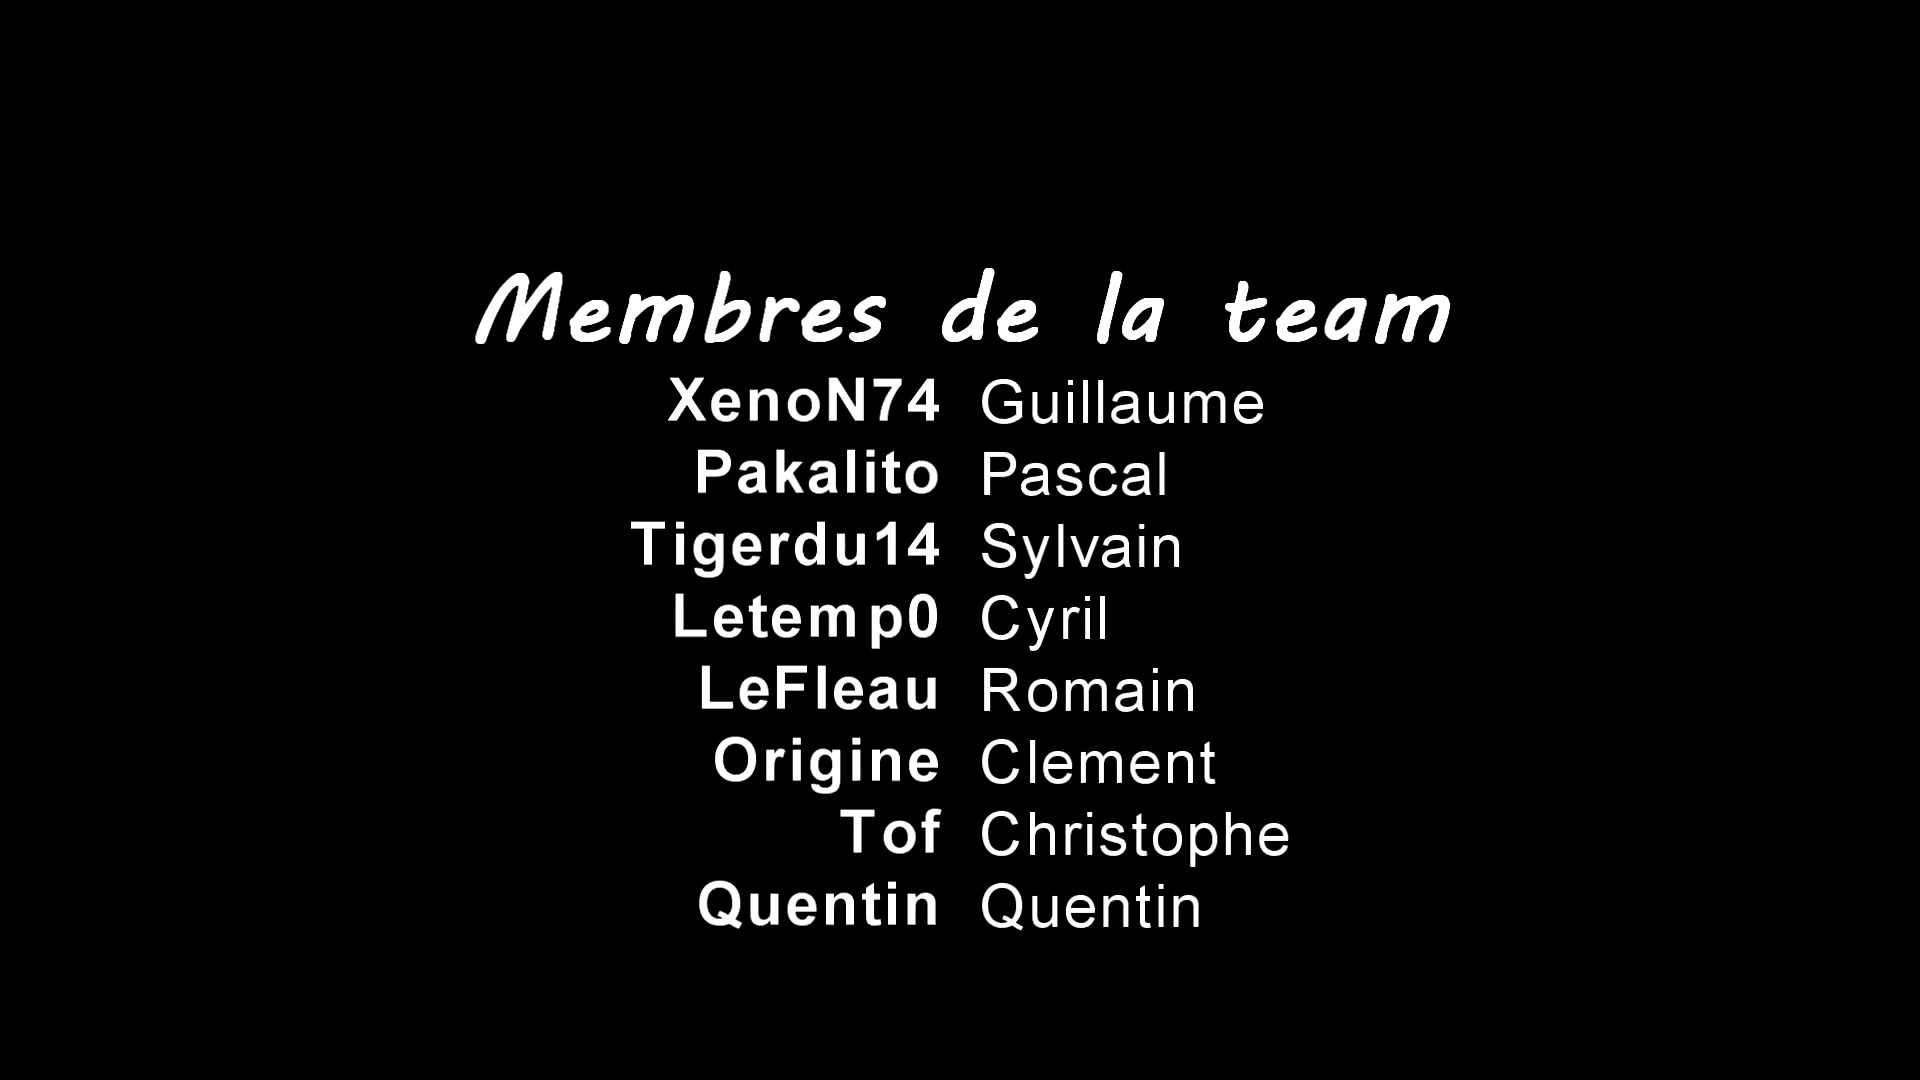 Membres de la team
XenoN74 Guillaume
Pakalito Pascal
Tigerdu14 Sylvain
Letemp0 Cyril
LeFleau Romain
Origine Clement
Tof Christophe
Quentin Quentin